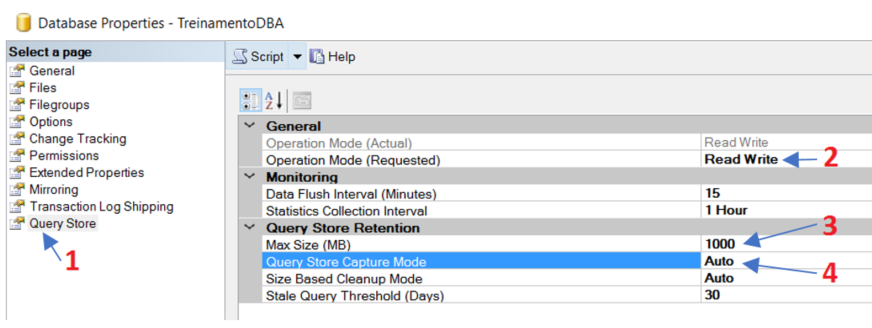 Database Properties - TreinamentoDBA
Select a page
General
Files
Filegroups
Options
Change Tracking
Permissions
Extended Properties
Mirroring
Transaction Log Shipping
Query Store
1
Script Help
General
Operation Mode (Actual) Read Write
Operation Mode (Requested) Read Write 2
Monitoring
Data Flush Interval (Minutes) 15
Statistics Collection Interval 1 Hour
Query Store Retention 3
Max Size (MB) 1000
Query Store Capture Mode Auto
Size Based Cleanup Mode Auto 4
Stale Query Threshold (Days) 30